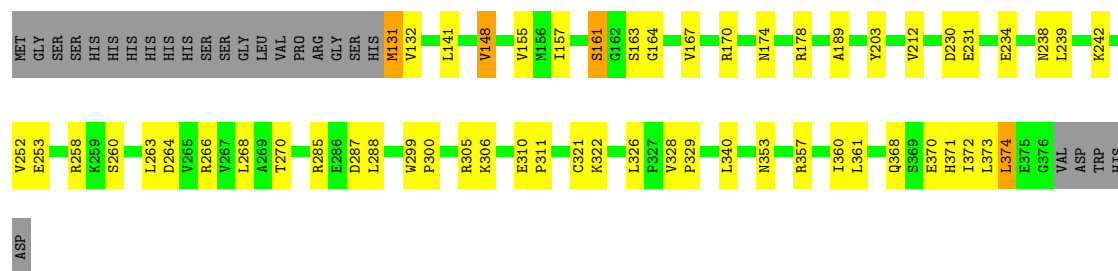 MET GLY SER SER HIS HIS HIS HIS HIS HIS SER SER GLY LEU VAL PRO ARG GLY SER HIS M131 V132 L141 V148 V155 M156 I157 S161 G162 S163 G164 V167 R170 N174 R178 A189 Y203 V212 D230 E231 E234 N238 L239 K242
V252 E253 R258 K259 S260 L263 D264 V265 R266 V267 L268 A269 T270 R285 E286 D287 L288 W299 P300 R305 K306 E310 P311 C321 K322 L326 P327 V328 P329 L340 N353 R357 I360 L361 Q368 S369 E370 H371 I372 L373 L374 E375 G376 VAL ASP TRP HIS
ASP